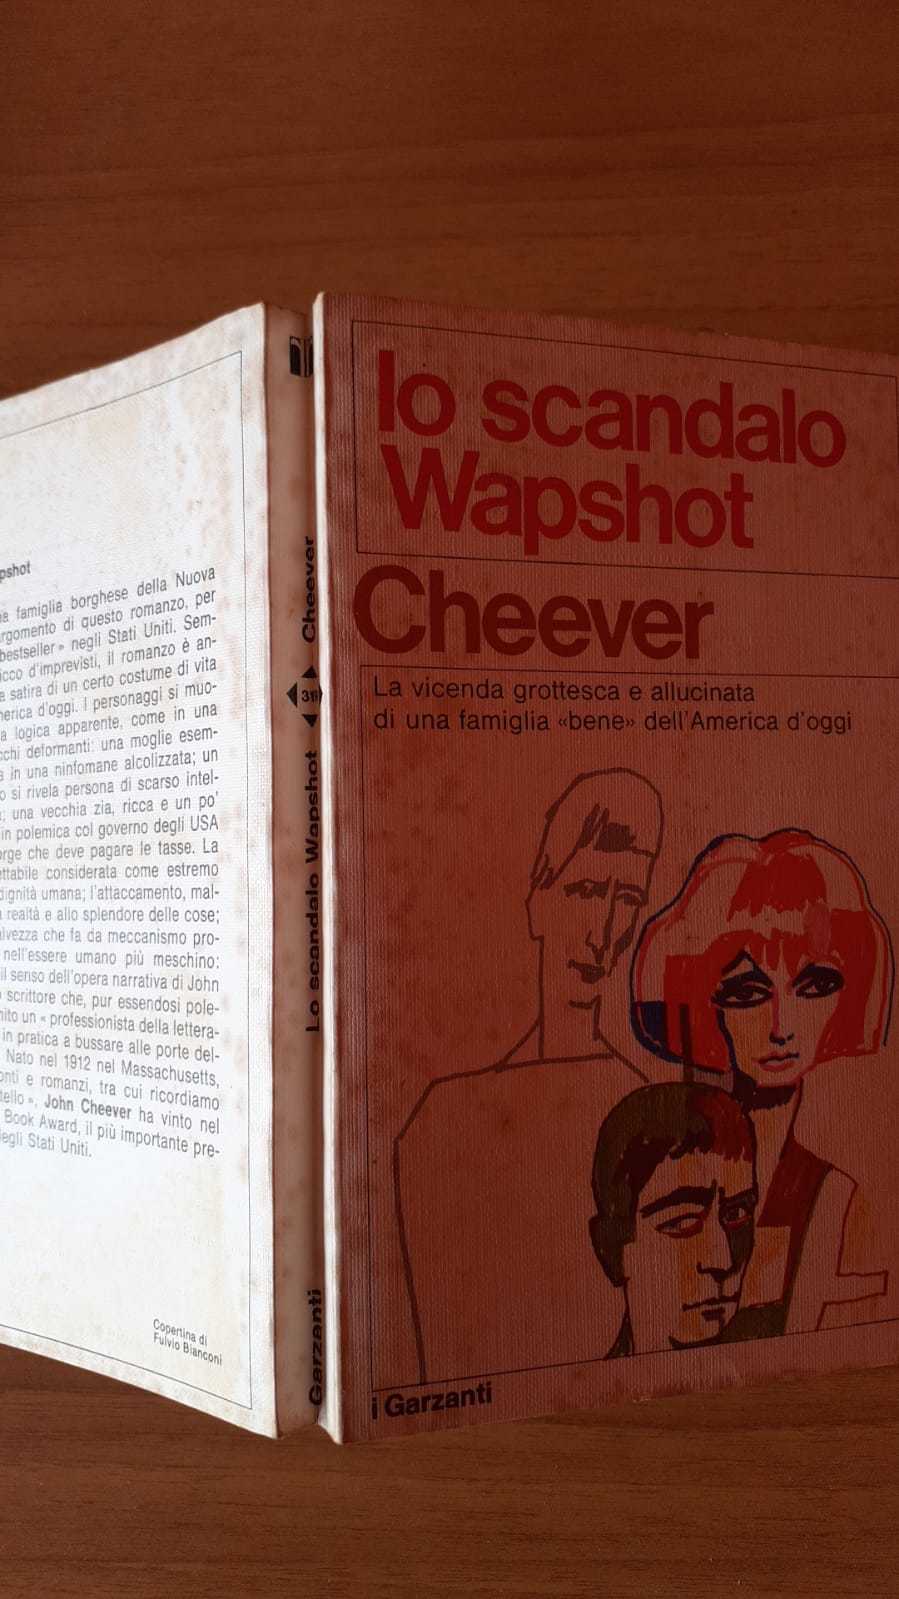 pshot
famiglia borghese della Nuova
argomento di questo romanzo, per
bestseller» negli Stati Uniti. Sem-
icco d'imprevisti, il romanzo è an-
a satira di un certo costume di vita
merica d'oggi. I personaggi si muo-
a logica apparente, come in una
cchi deformanti: una moglie esem-
a in una ninfomane alcolizzata; un
o si rivela persona di scarso intel-
; una vecchia zia, ricca e un po'
in polemica col governo degli USA
orge che deve pagare le tasse. La
ettabile considerata come estremo
dignità umana; l'attaccamento, mal-
a realtà e allo splendore delle cose;
alvezza che fa da meccanismo pro-
nell'essere umano più meschino:
il senso dell'opera narrativa di John
o scrittore che, pur essendosi pole-
nito un « professionista della lettera-
in pratica a bussare alle porte del-
Nato nel 1912 nel Massachusetts,
onti e romanzi, tra cui ricordiamo
tello », John Cheever ha vinto nel
Book Award, il più importante pre-
degli Stati Uniti.
Copertina di
Fulvio Bianconi
Cheever
Lo scandalo Wapshot
Garzanti
lo scandalo
Wapshot
Cheever
La vicenda grottesca e allucinata
di una famiglia «bene» dell'America d'oggi
i Garzanti